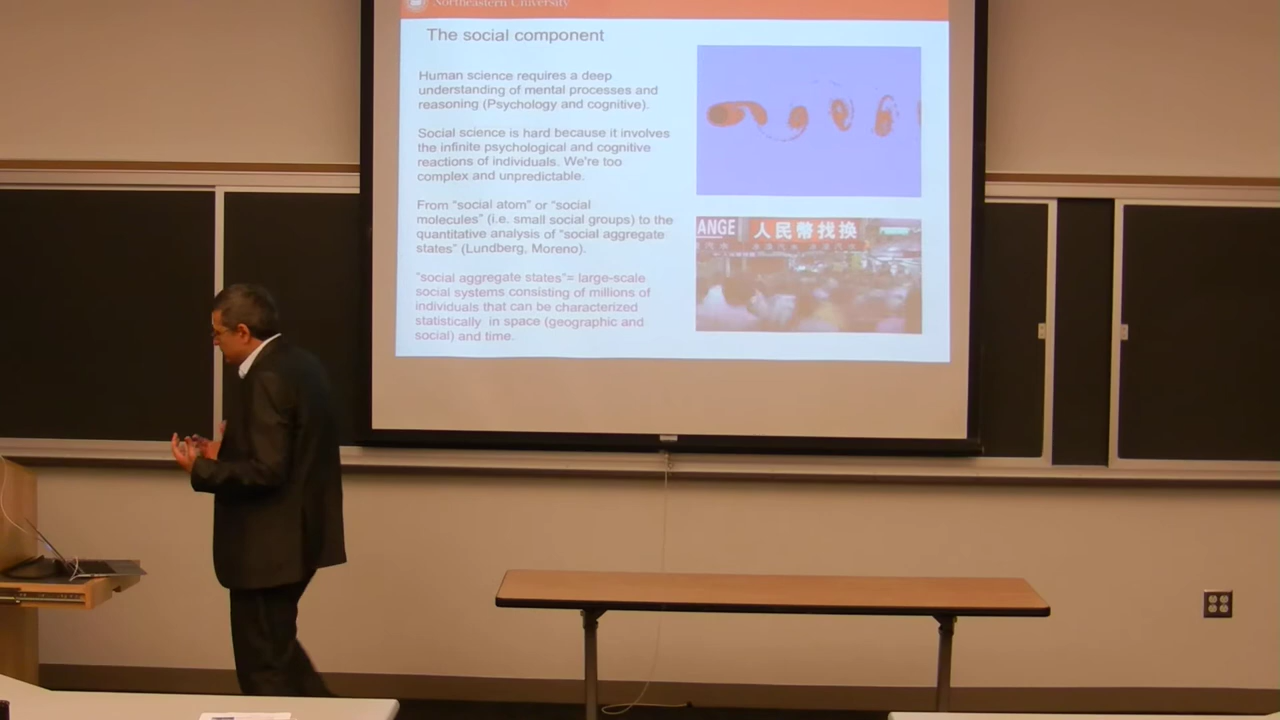 Northeastern University
The social component
Human science requires a deep
understanding of mental processes and
reasoning (Psychology and cognitive).
Social science is hard because it involves
the infinite psychological and cognitive
reactions of individuals. We're too
complex and unpredictable.
From “social atom” or “social
molecules” (i.e. small social groups) to the
quantitative analysis of “social aggregate
states” (Lundberg, Moreno).
“social aggregate states”= large-scale
social systems consisting of millions of
individuals that can be characterized
statistically in space (geographic and
social) and time.
ANGE 人民幣找換